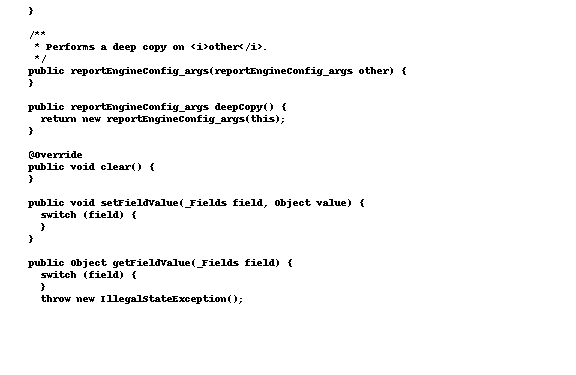 }

/**
 * Performs a deep copy on <i>other</i>.
 */
public reportEngineConfig_args(reportEngineConfig_args other) {
}

public reportEngineConfig_args deepCopy() {
  return new reportEngineConfig_args(this);
}

@Override
public void clear() {
}

public void setFieldValue(_Fields field, Object value) {
  switch (field) {
  }
}

public Object getFieldValue(_Fields field) {
  switch (field) {
  }
  throw new IllegalStateException();